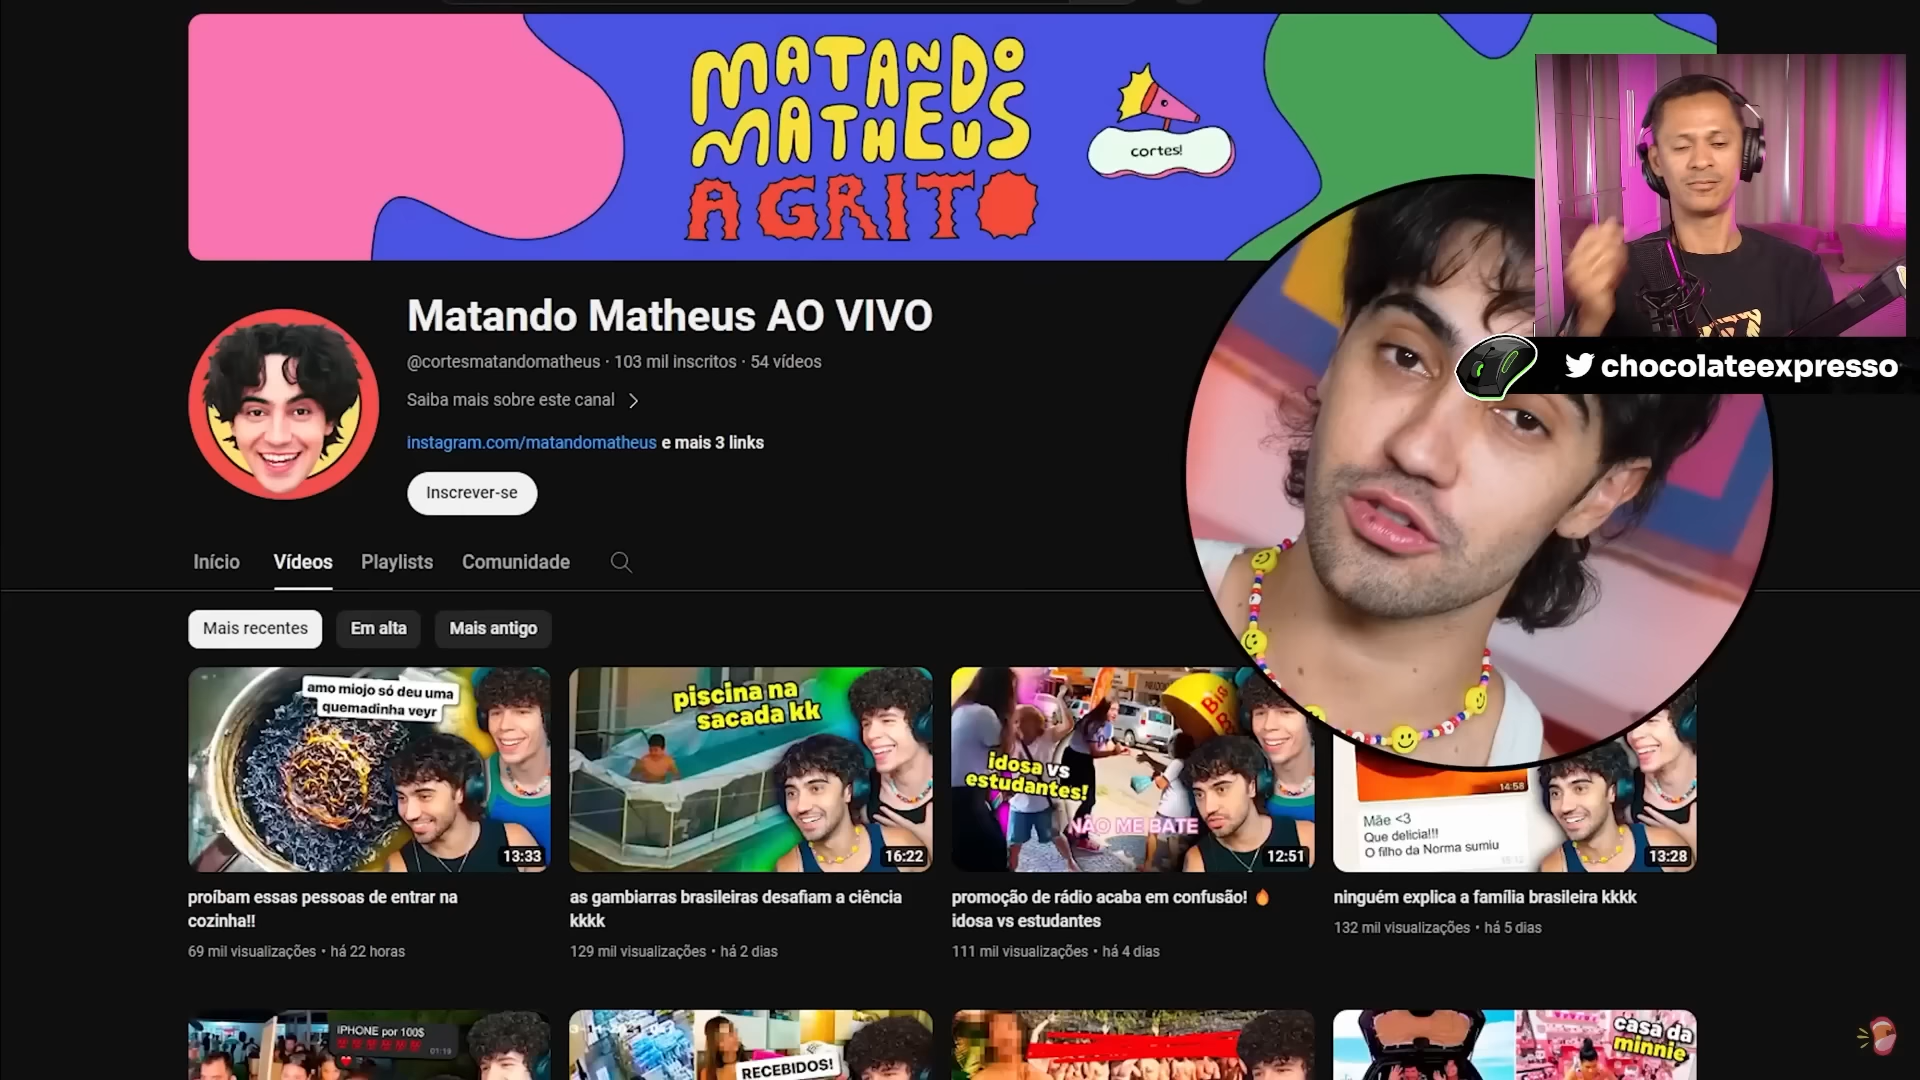 MATANDO
MATHEUS
A GRITO
cortes!
chocolateexpresso
Matando Matheus AO VIVO
@cortesmatandomatheus · 103 mil inscritos · 54 vídeos
Saiba mais sobre este canal
instagram.com/matandomatheus e mais 3 links
Inscrever-se
Início Vídeos Playlists Comunidade
Mais recentes Em alta Mais antigo
amo miojo só deu uma
quemadinha veyr
13:33
piscina na
sacada kk
16:22
BIG
idosa vs
estudantes!
NÃO ME BATE
12:51
14:58
Mãe <3
Que delicia!!!
O filho da Norma sumiu
13:28
proíbam essas pessoas de entrar na
cozinha!!
69 mil visualizações • há 22 horas
as gambiarras brasileiras desafiam a ciência
kkkk
129 mil visualizações • há 2 dias
promoção de rádio acaba em confusão! 🔥
idosa vs estudantes
111 mil visualizações • há 4 dias
ninguém explica a família brasileira kkkk
132 mil visualizações • há 5 dias
iPHONE por 100$
01:19
RECEBIDOS!
casa da
minnie